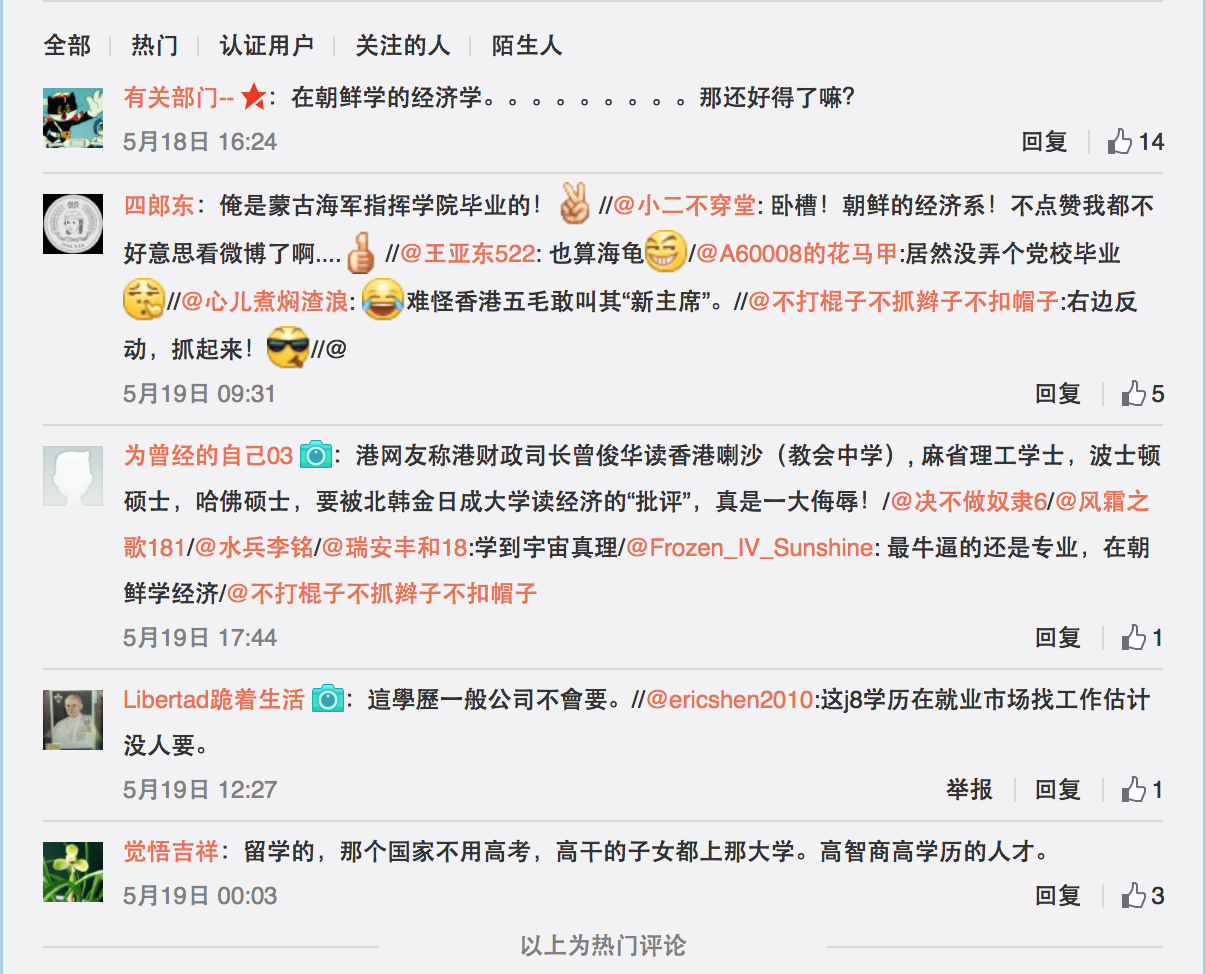 全部 热门 认证用户 关注的人 陌生人
有关部门--：在朝鲜学的经济学。。。。。。。。。那还好得了嘛？
5月18日 16:24 回复 14
四郎东：俺是蒙古海军指挥学院毕业的！//@小二不穿堂: 卧槽！朝鲜的经济系！不点赞我都不
好意思看微博了啊.... //@王亚东522: 也算海龟//@A60008的花马甲:居然没弄个党校毕业
//@心儿煮焖渣浪: 难怪香港五毛敢叫其“新主席”。//@不打棍子不抓辫子不扣帽子:右边反
动，抓起来！//@
5月19日 09:31 回复 5
为曾经的自己03：港网友称港财政司长曾俊华读香港喇沙（教会中学）, 麻省理工学士，波士顿
硕士，哈佛硕士，要被北韩金日成大学读经济的“批评”，真是一大侮辱！/@决不做奴隶6/@风霜之
歌181/@水兵李铭/@瑞安丰和18:学到宇宙真理/@Frozen_IV_Sunshine: 最牛逼的还是专业，在朝
鲜学经济/@不打棍子不抓辫子不扣帽子
5月19日 17:44 回复 1
Libertad跪着生活：這學歷一般公司不會要。//@ericshen2010:这j8学历在就业市场找工作估计
没人要。
5月19日 12:27 举报 回复 1
觉悟吉祥：留学的，那个国家不用高考，高干的子女都上那大学。高智商高学历的人才。
5月19日 00:03 回复 3
以上为热门评论